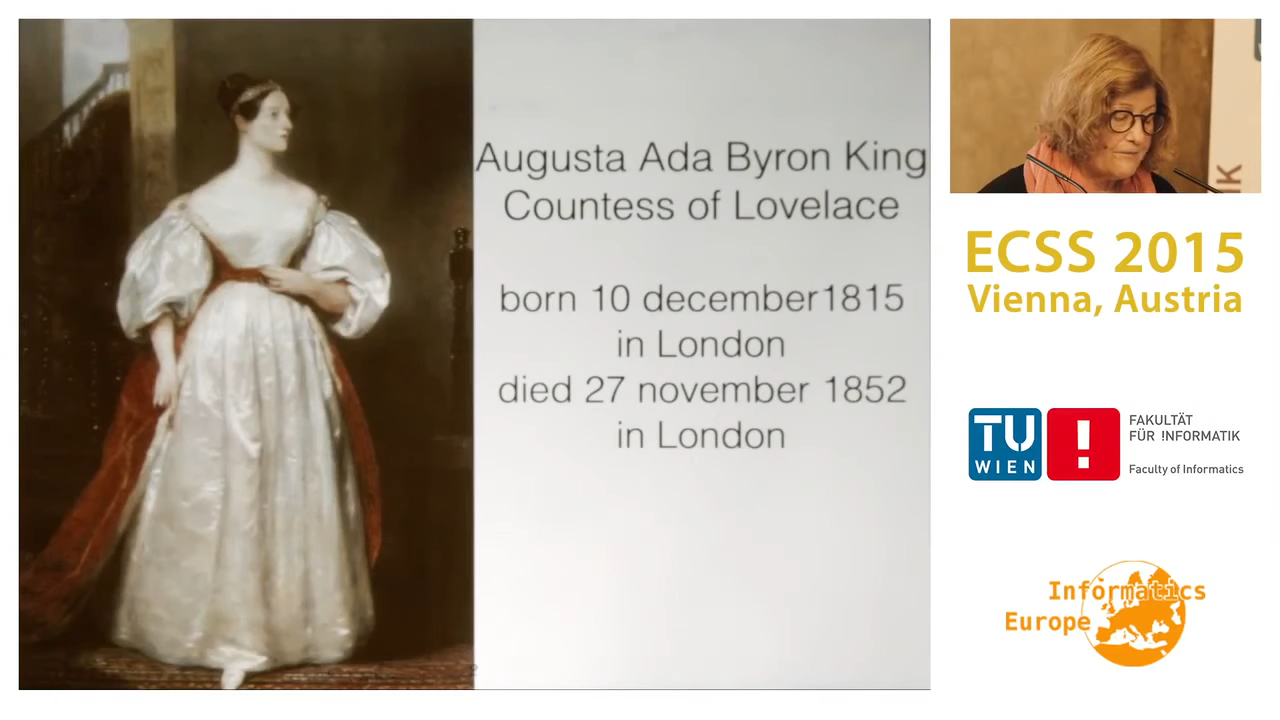 Augusta Ada Byron King
Countess of Lovelace
born 10 december1815
in London
died 27 november 1852
in London
IK
ECSS 2015
Vienna, Austria
TU
WIEN
!
FAKULTÄT
FÜR !NFORMATIK
Faculty of Informatics
Informatics
Europe